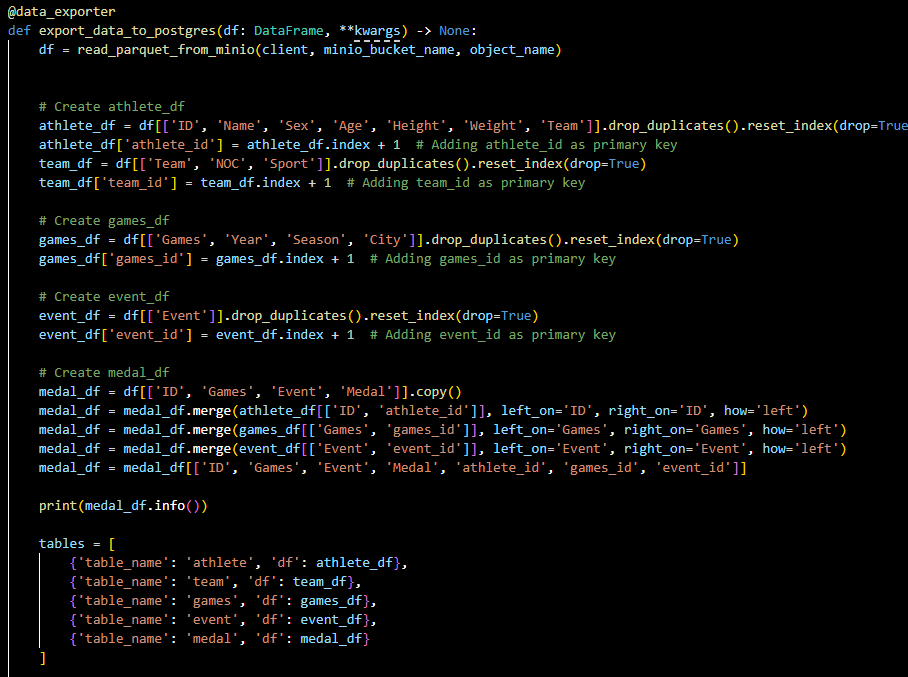 @data_exporter
def export_data_to_postgres(df: DataFrame, **kwargs) -> None:
    df = read_parquet_from_minio(client, minio_bucket_name, object_name)
    # Create athlete_df
    athlete_df = df[['ID', 'Name', 'Sex', 'Age', 'Height', 'Weight', 'Team']].drop_duplicates().reset_index(drop=True
    athlete_df['athlete_id'] = athlete_df.index + 1  # Adding athlete_id as primary key
    team_df = df[['Team', 'NOC', 'Sport']].drop_duplicates().reset_index(drop=True)
    team_df['team_id'] = team_df.index + 1  # Adding team_id as primary key
    # Create games_df
    games_df = df[['Games', 'Year', 'Season', 'City']].drop_duplicates().reset_index(drop=True)
    games_df['games_id'] = games_df.index + 1  # Adding games_id as primary key
    # Create event_df
    event_df = df[['Event']].drop_duplicates().reset_index(drop=True)
    event_df['event_id'] = event_df.index + 1  # Adding event_id as primary key
    # Create medal_df
    medal_df = df[['ID', 'Games', 'Event', 'Medal']].copy()
    medal_df = medal_df.merge(athlete_df[['ID', 'athlete_id']], left_on='ID', right_on='ID', how='left')
    medal_df = medal_df.merge(games_df[['Games', 'games_id']], left_on='Games', right_on='Games', how='left')
    medal_df = medal_df.merge(event_df[['Event', 'event_id']], left_on='Event', right_on='Event', how='left')
    medal_df = medal_df[['ID', 'Games', 'Event', 'Medal', 'athlete_id', 'games_id', 'event_id']]
    print(medal_df.info())
    tables = [
        {'table_name': 'athlete', 'df': athlete_df},
        {'table_name': 'team', 'df': team_df},
        {'table_name': 'games', 'df': games_df},
        {'table_name': 'event', 'df': event_df},
        {'table_name': 'medal', 'df': medal_df}
    ]